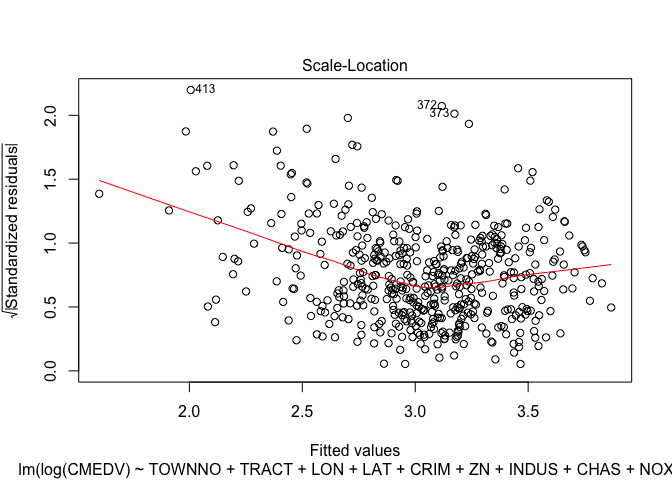 Scale-Location
√|Standardized residuals|
0.0 0.5 1.0 1.5 2.0
413
372
373
2.0 2.5 3.0 3.5
Fitted values
lm(log(CMEDV) ~ TOWNNO + TRACT + LON + LAT + CRIM + ZN + INDUS + CHAS + NOX